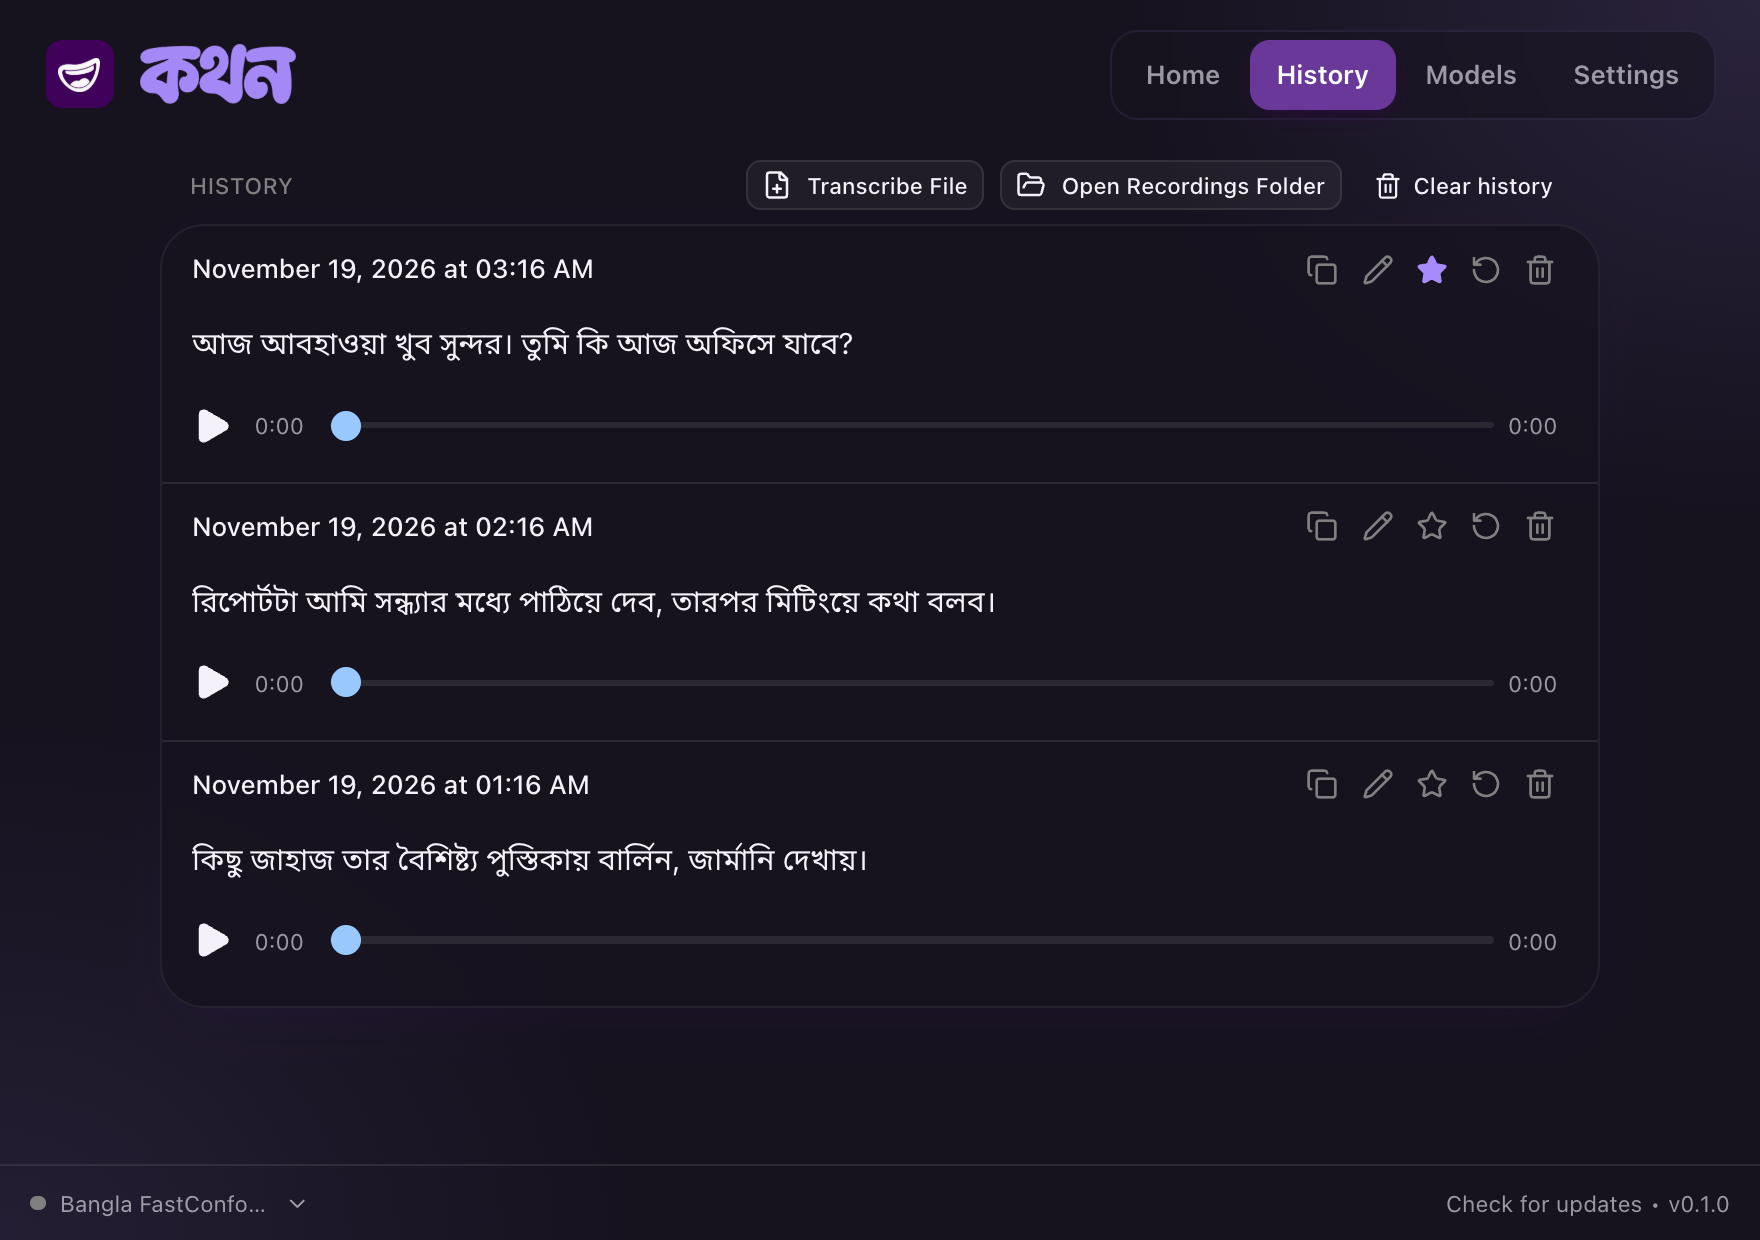 কথন
Home History Models Settings
HISTORY
Transcribe File Open Recordings Folder Clear history
November 19, 2026 at 03:16 AM
আজ আবহাওয়া খুব সুন্দর। তুমি কি আজ অফিসে যাবে?
0:00 0:00
November 19, 2026 at 02:16 AM
রিপোর্টটা আমি সন্ধ্যার মধ্যে পাঠিয়ে দেব, তারপর মিটিংয়ে কথা বলব।
0:00 0:00
November 19, 2026 at 01:16 AM
কিছু জাহাজ তার বৈশিষ্ট্য পুস্তিকায় বার্লিন, জার্মানি দেখায়।
0:00 0:00
Bangla FastConfo... Check for updates • v0.1.0